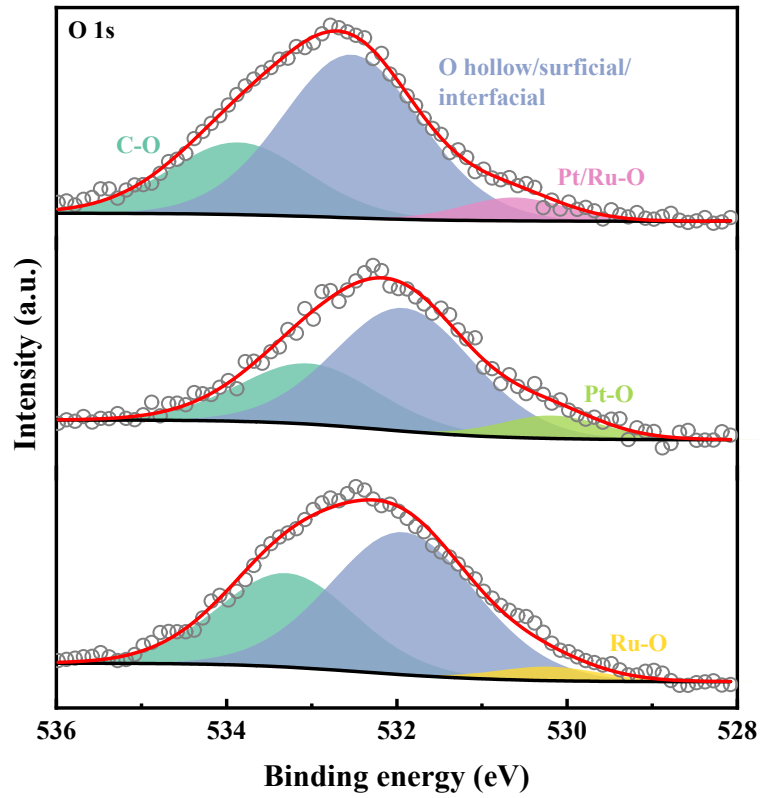 O 1s
O hollow/surficial/
interfacial
C-O
Pt/Ru-O
Pt-O
Ru-O
Intensity (a.u.)
536
534
532
530
528
Binding energy (eV)